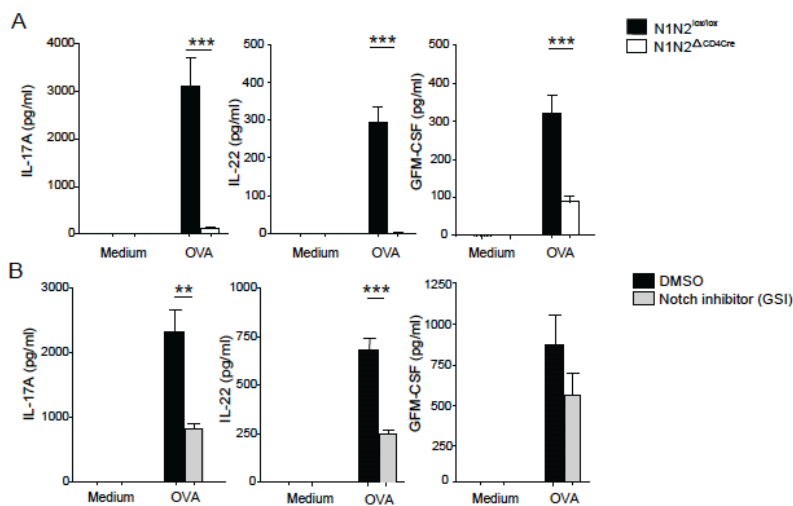 A
N1N2lox/lox
N1N2ΔCD4Cre
IL-17A (pg/ml)
4000
3000
2000
1000
0
***
Medium
OVA
IL-22 (pg/ml)
500
400
300
200
100
0
***
Medium
OVA
GFM-CSF (pg/ml)
500
400
300
200
100
0
***
Medium
OVA
B
DMSO
Notch inhibitor (GSI)
IL-17A (pg/ml)
3000
2000
1000
0
**
Medium
OVA
IL-22 (pg/ml)
1000
750
500
250
0
***
Medium
OVA
GFM-CSF (pg/ml)
1250
1000
750
500
250
0
Medium
OVA